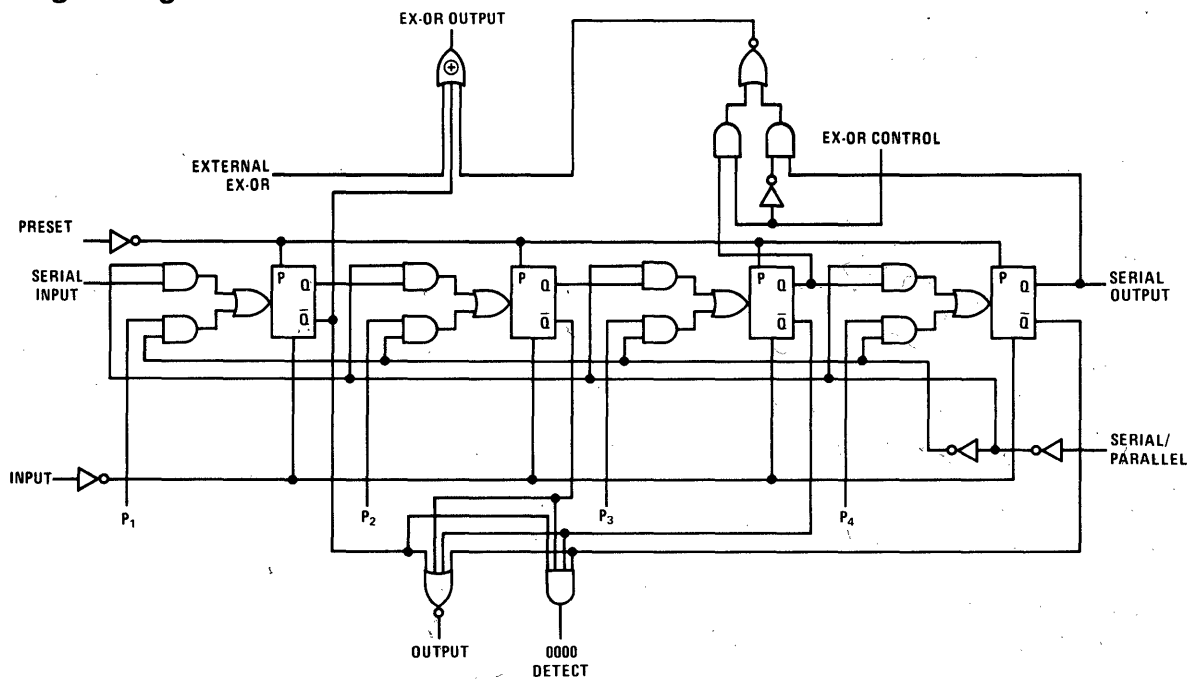 EX-OR OUTPUT
EX-OR CONTROL
EXTERNAL
EX-OR
PRESET
SERIAL
INPUT
P
Q
Q̅
P
Q
Q̅
P
Q
Q̅
P
Q
Q̅
SERIAL
OUTPUT
SERIAL/
PARALLEL
INPUT
P₁
P₂
P₃
P₄
OUTPUT
0000
DETECT